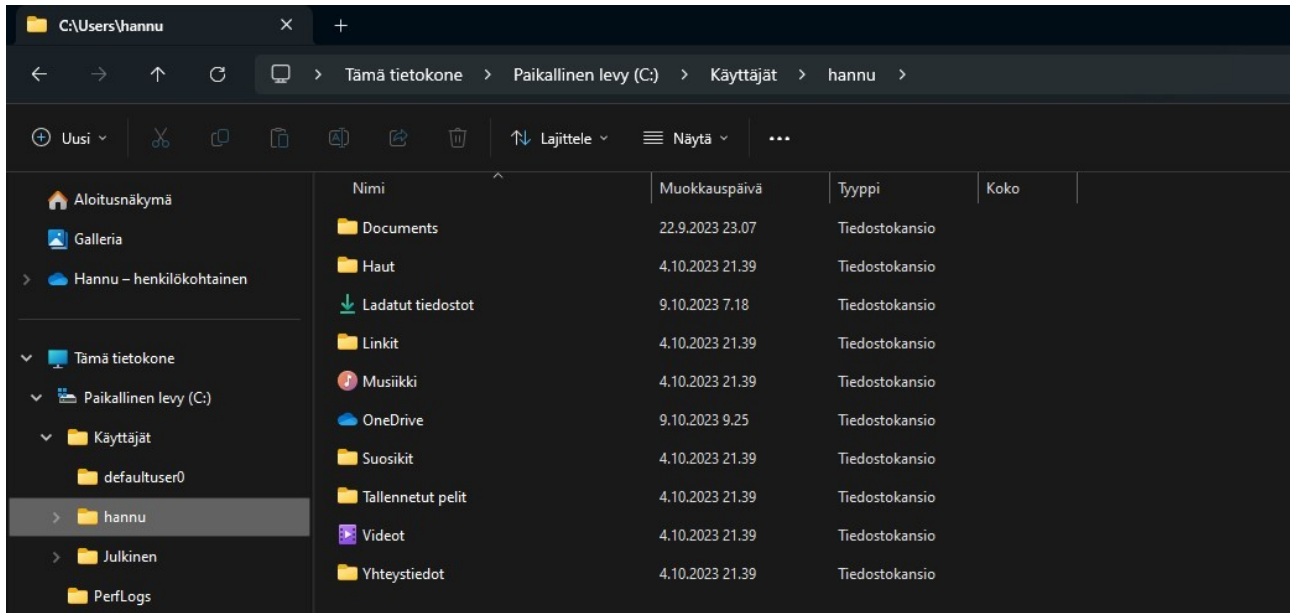 C:\Users\hannu
Tämä tietokone > Paikallinen levy (C:) > Käyttäjät > hannu >
Uusi
Lajittele
Näytä
Aloitusnäkymä
Galleria
Hannu – henkilökohtainen
Tämä tietokone
Paikallinen levy (C:)
Käyttäjät
defaultuser0
hannu
Julkinen
PerfLogs
Nimi Muokkauspäivä Tyyppi Koko
Documents 22.9.2023 23.07 Tiedostokansio
Haut 4.10.2023 21.39 Tiedostokansio
Ladatut tiedostot 9.10.2023 7.18 Tiedostokansio
Linkit 4.10.2023 21.39 Tiedostokansio
Musiikki 4.10.2023 21.39 Tiedostokansio
OneDrive 9.10.2023 9.25 Tiedostokansio
Suosikit 4.10.2023 21.39 Tiedostokansio
Tallennetut pelit 4.10.2023 21.39 Tiedostokansio
Videot 4.10.2023 21.39 Tiedostokansio
Yhteystiedot 4.10.2023 21.39 Tiedostokansio